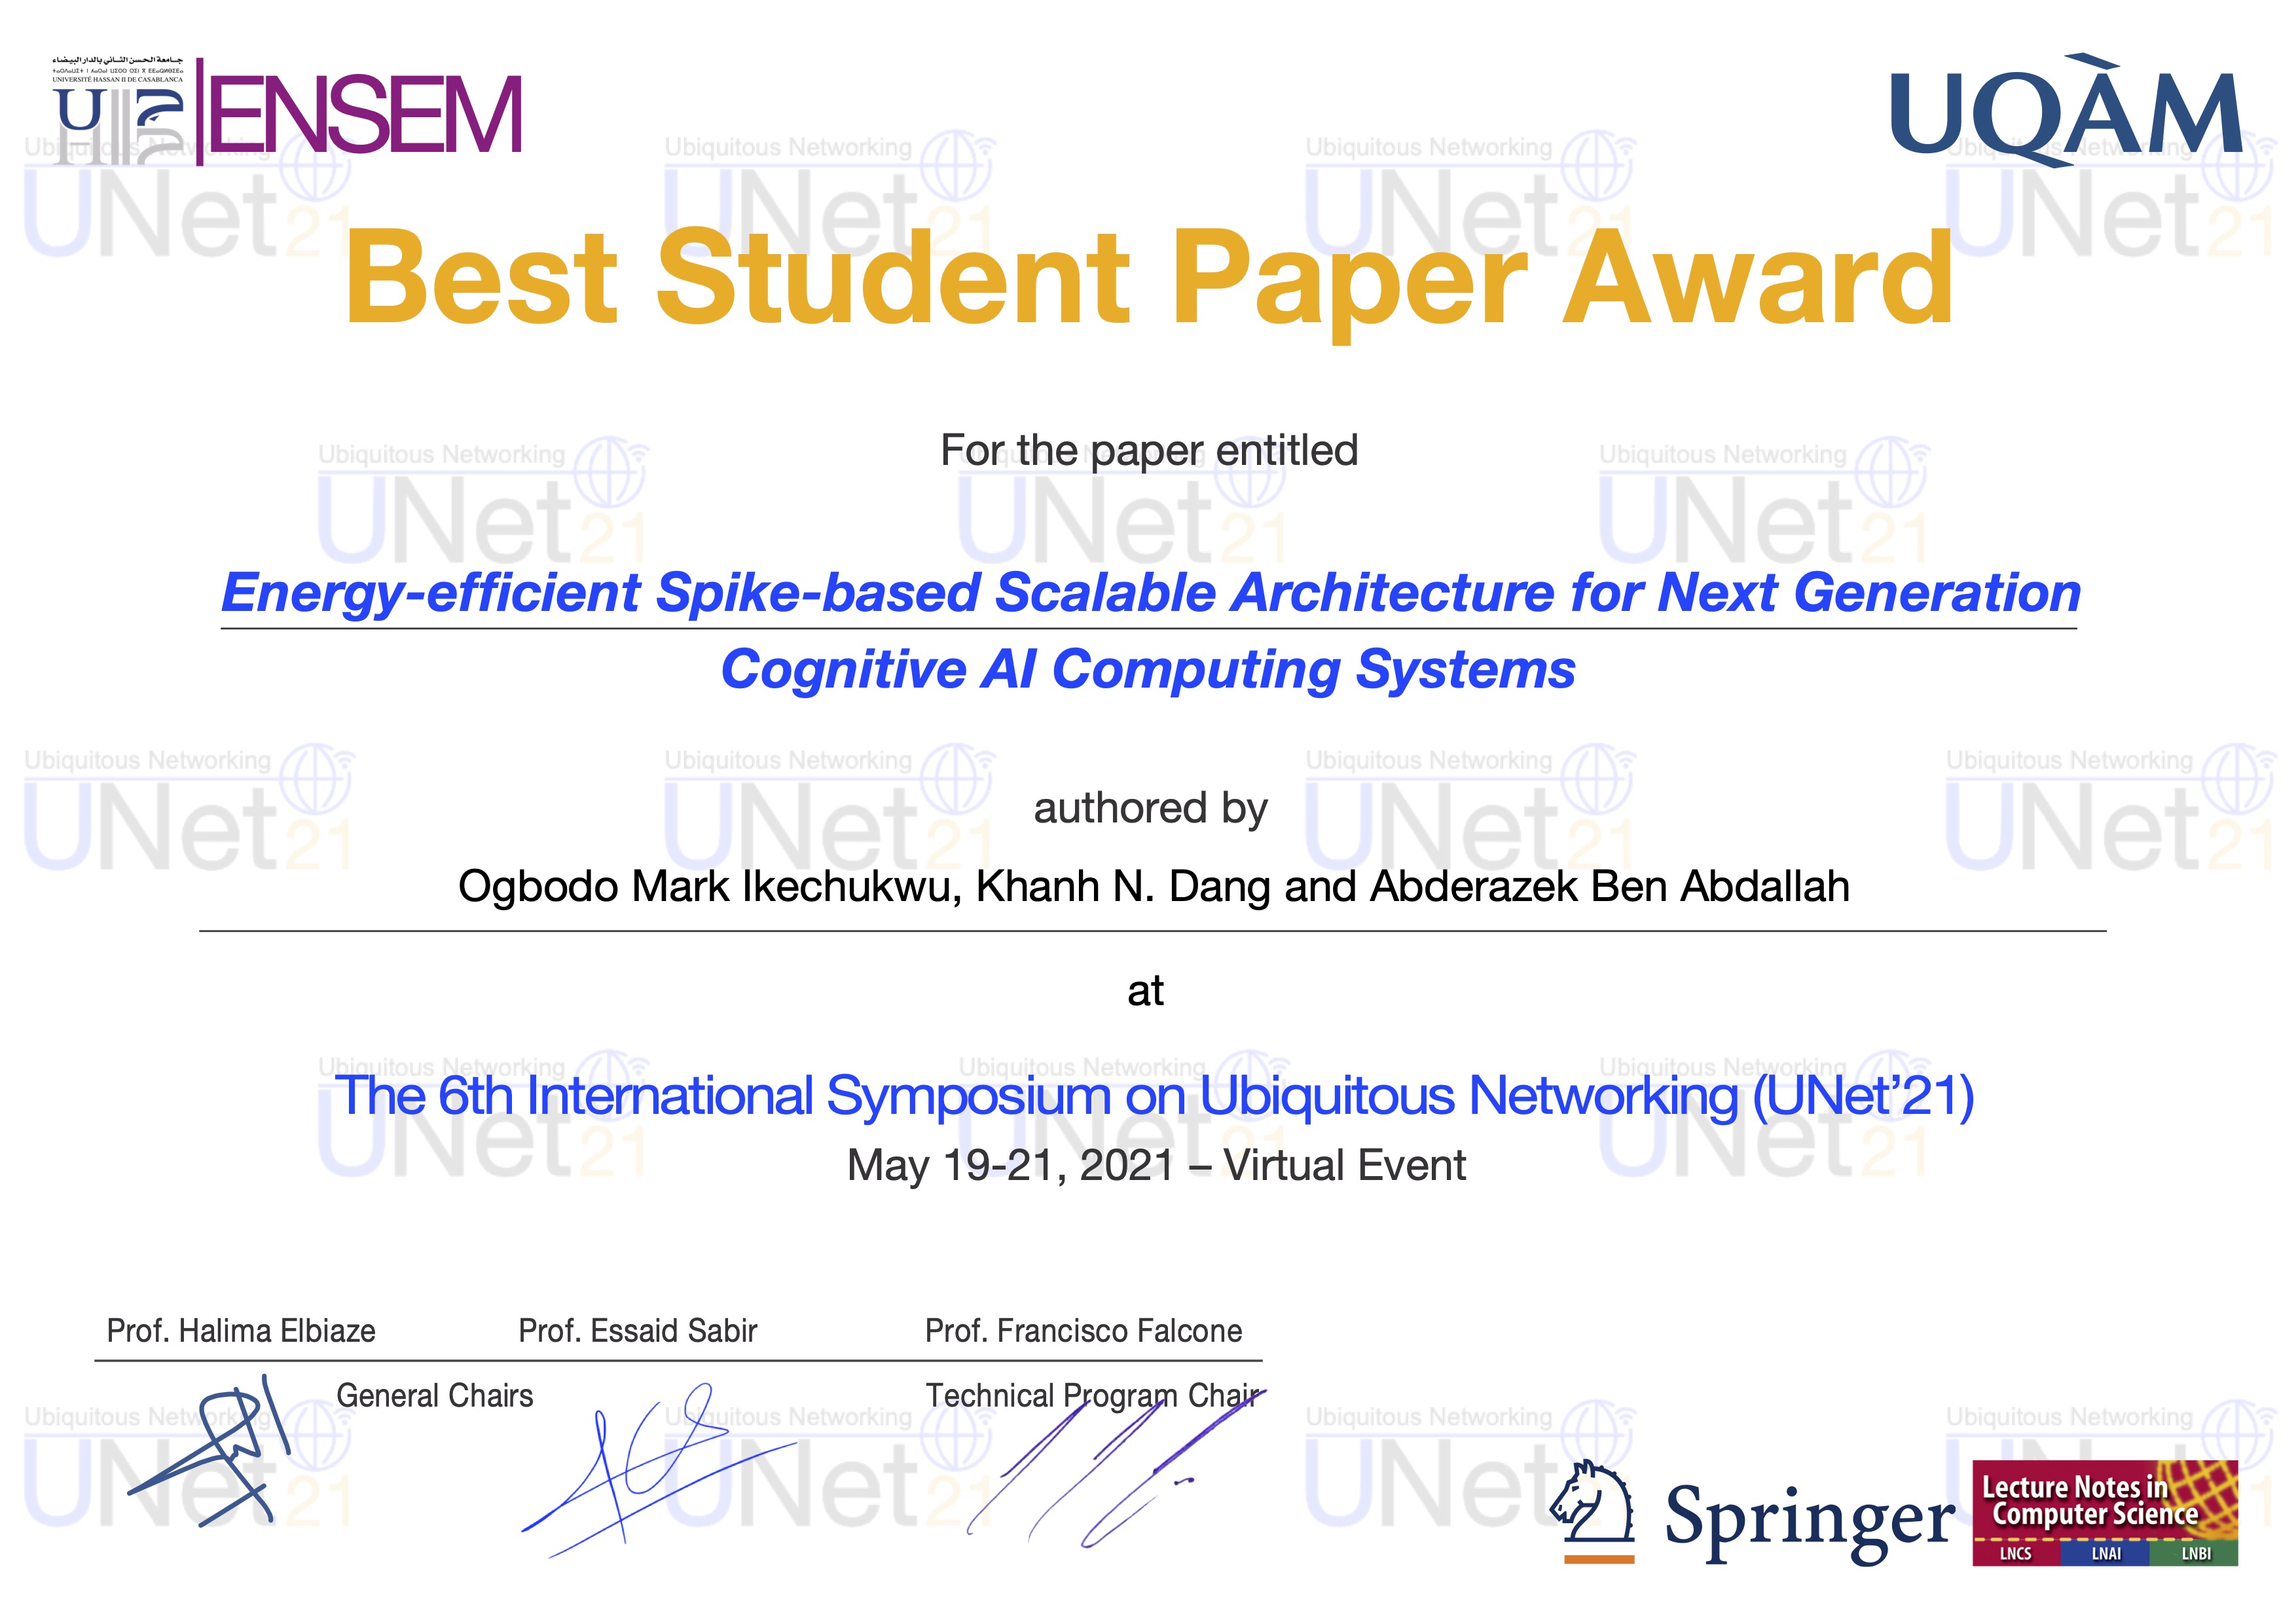 جامعة الحسن الثاني بالدار البيضاء
UNIVERSITÉ HASSAN II DE CASABLANCA
ENSEM
UQÀM
Best Student Paper Award
For the paper entitled
Energy-efficient Spike-based Scalable Architecture for Next Generation
Cognitive AI Computing Systems
authored by
Ogbodo Mark Ikechukwu, Khanh N. Dang and Abderazek Ben Abdallah
at
The 6th International Symposium on Ubiquitous Networking (UNet’21)
May 19-21, 2021 – Virtual Event
Prof. Halima Elbiaze Prof. Essaid Sabir Prof. Francisco Falcone
General Chairs Technical Program Chair
Ubiquitous Networking
UNet 21
Springer
Lecture Notes in
Computer Science
LNCS LNAI LNBI